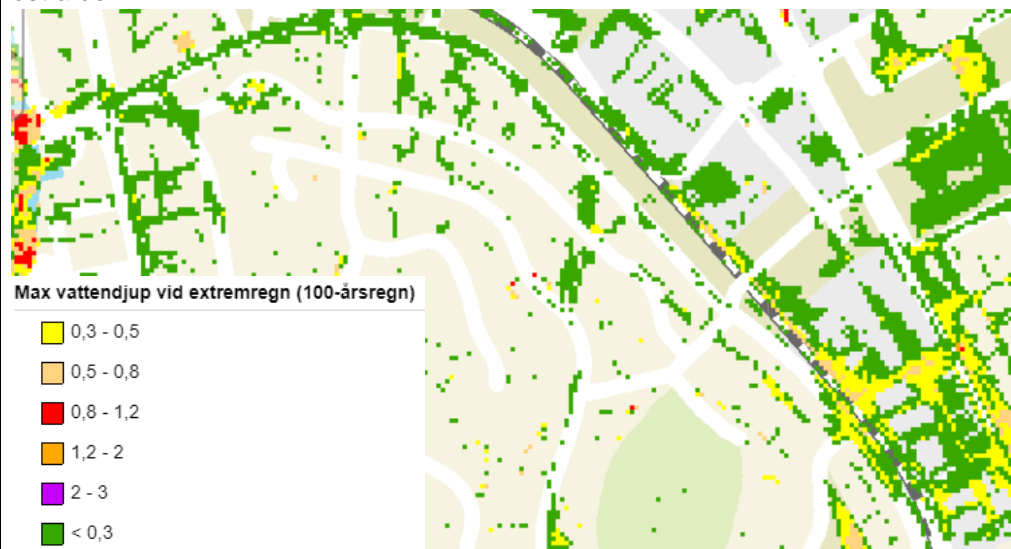 Max vattendjup vid extremregn (100-årsregn)
0,3 - 0,5
0,5 - 0,8
0,8 - 1,2
1,2 - 2
2 - 3
< 0,3